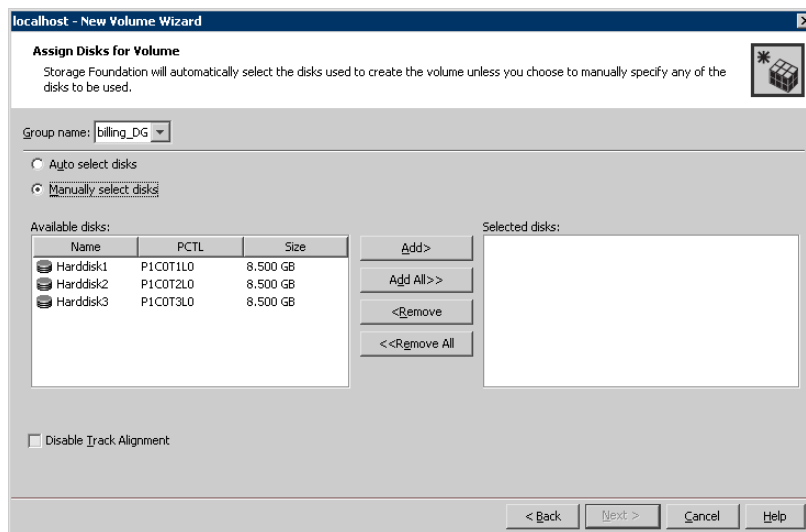 localhost - New Volume Wizard
Assign Disks for Volume
Storage Foundation will automatically select the disks used to create the volume unless you choose to manually specify any of the
disks to be used.
Group name: billing_DG
Auto select disks
Manually select disks
Available disks:
Name PCTL Size
Harddisk1 P1C0T1L0 8.500 GB
Harddisk2 P1C0T2L0 8.500 GB
Harddisk3 P1C0T3L0 8.500 GB
Add>
Add All>>
<Remove
<<Remove All
Selected disks:
Disable Track Alignment
< Back Next > Cancel Help